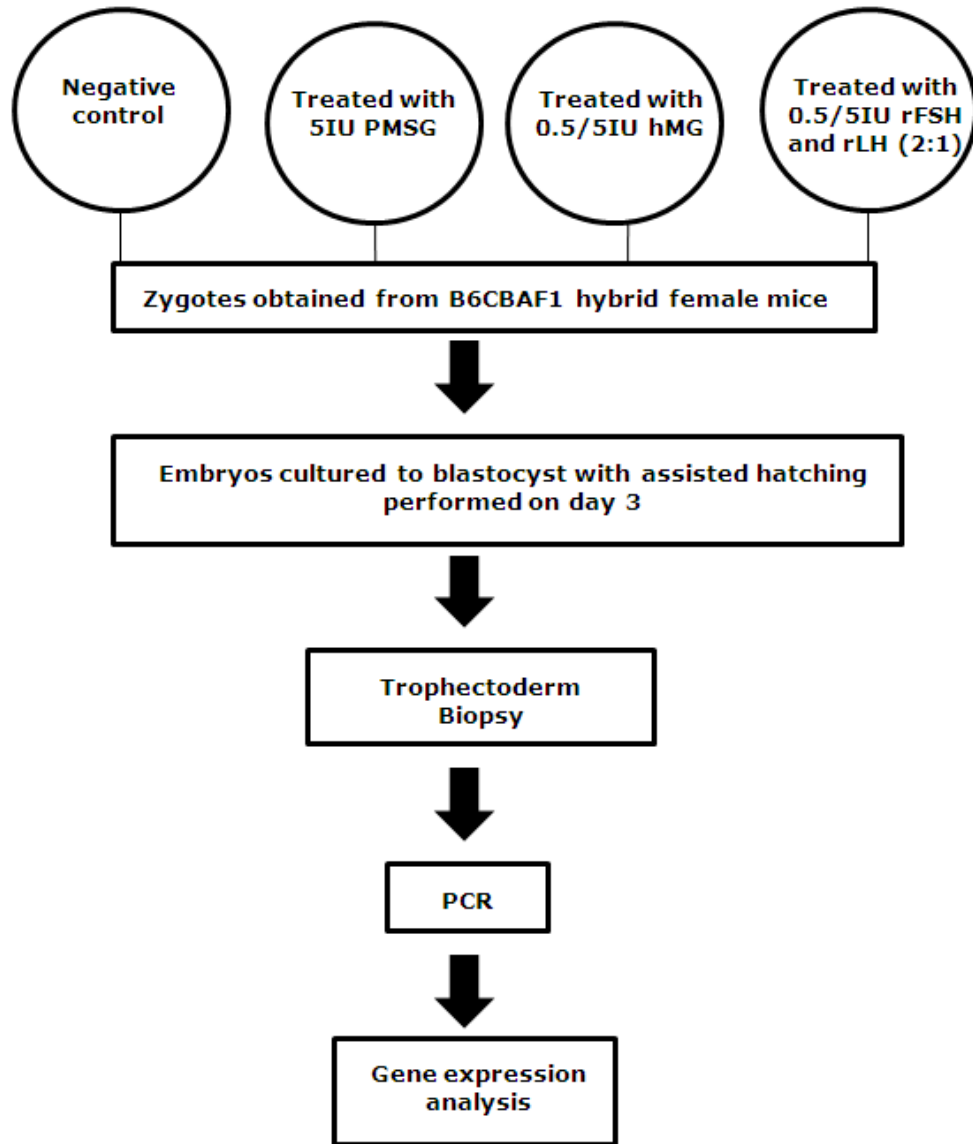 Negative
control
Treated with
5IU PMSG
Treated with
0.5/5IU hMG
Treated with
0.5/5IU rFSH
and rLH (2:1)
Zygotes obtained from B6CBAF1 hybrid female mice
Embryos cultured to blastocyst with assisted hatching
performed on day 3
Trophectoderm
Biopsy
PCR
Gene expression
analysis